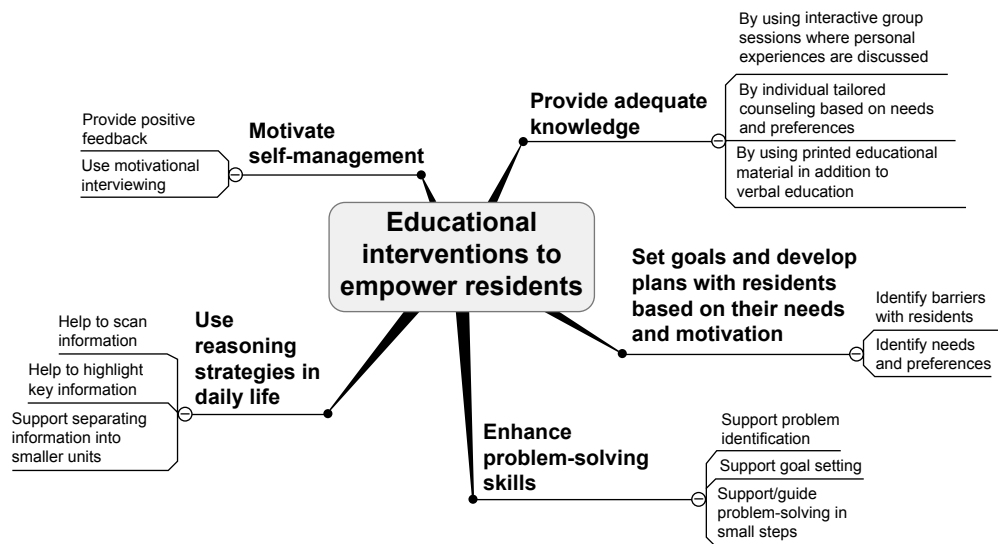 Educational
interventions to
empower residents
Provide adequate
knowledge
By using interactive group
sessions where personal
experiences are discussed
By individual tailored
counseling based on needs
and preferences
By using printed educational
material in addition to
verbal education
Set goals and develop
plans with residents
based on their needs
and motivation
Identify barriers
with residents
Identify needs
and preferences
Enhance
problem-solving
skills
Support problem
identification
Support goal setting
Support/guide
problem-solving in
small steps
Use
reasoning
strategies in
daily life
Help to scan
information
Help to highlight
key information
Support separating
information into
smaller units
Motivate
self-management
Provide positive
feedback
Use motivational
interviewing